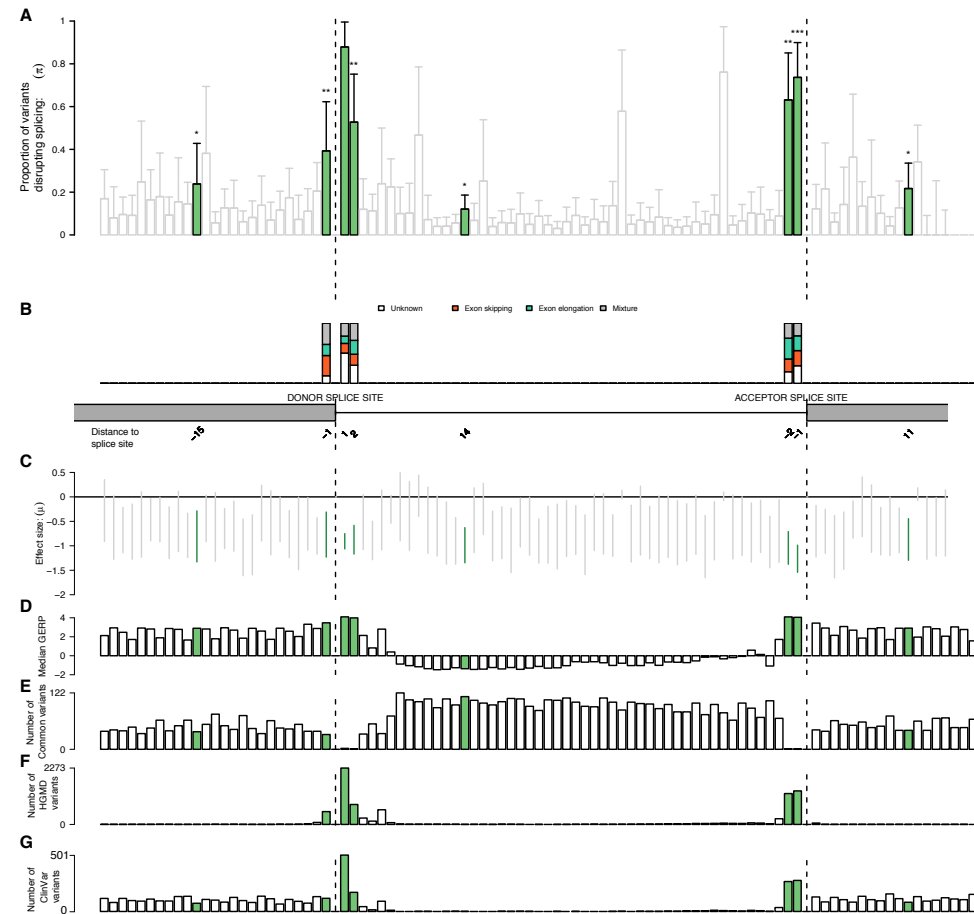 A
Proportion of variants
disrupting splicing: (π)
1
0.8
0.6
0.4
0.2
0
*
**
**
*
**
***
*
B
Unknown
Exon skipping
Exon elongation
Mixture
DONOR SPLICE SITE
ACCEPTOR SPLICE SITE
Distance to
splice site
-15
-1
1
2
14
-2
-1
11
C
Effect size: (μ)
0.5
0
-0.5
-1
-1.5
-2
D
Median GERP
4
2
0
-2
E
Number of
Common variants
122
0
F
Number of
HGMD
variants
2273
0
G
Number of
ClinVar
variants
501
0